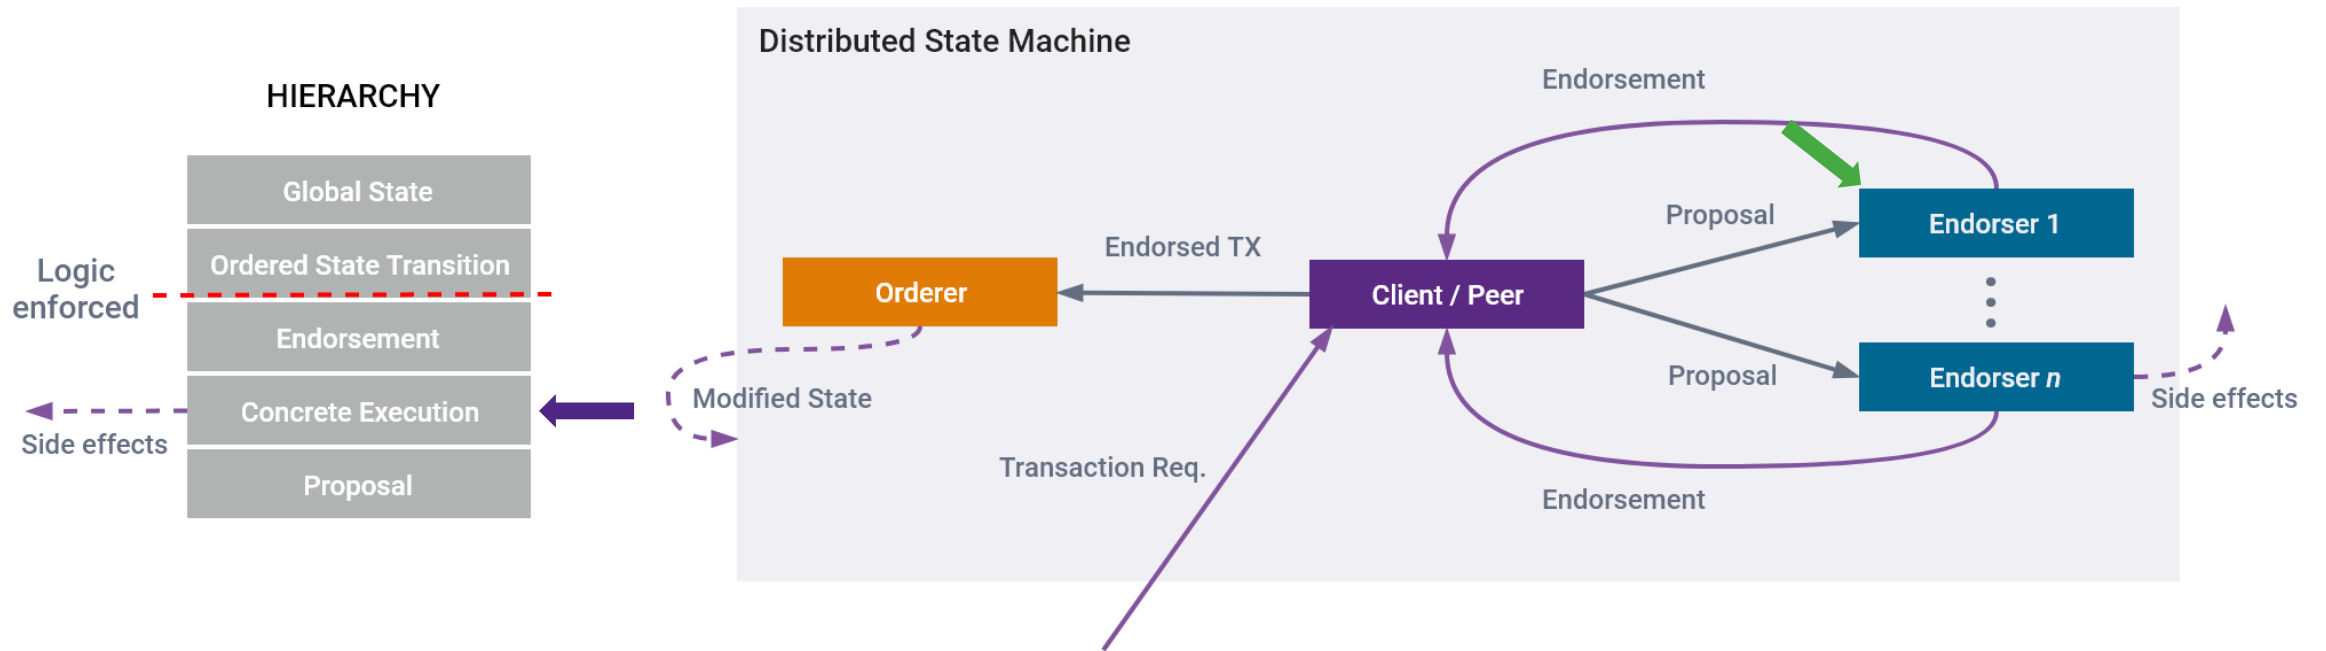 Distributed State Machine
HIERARCHY
Global State
Ordered State Transition
Logic
enforced
Endorsement
Concrete Execution
Side effects
Proposal
Endorsement
Proposal
Endorser 1
Endorsed TX
Orderer
Client / Peer
Proposal
Endorser n
Modified State
Side effects
Transaction Req.
Endorsement